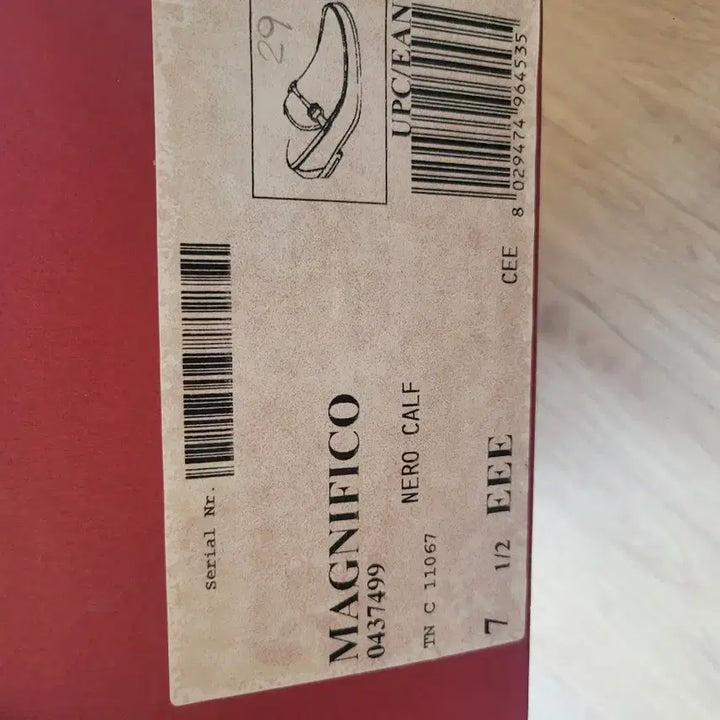 29
UPC/EAN
8 029474 964535
Serial Nr.
MAGNIFICO
0437499
NERO CALF
TN C 11067
7 1/2 EEE CEE